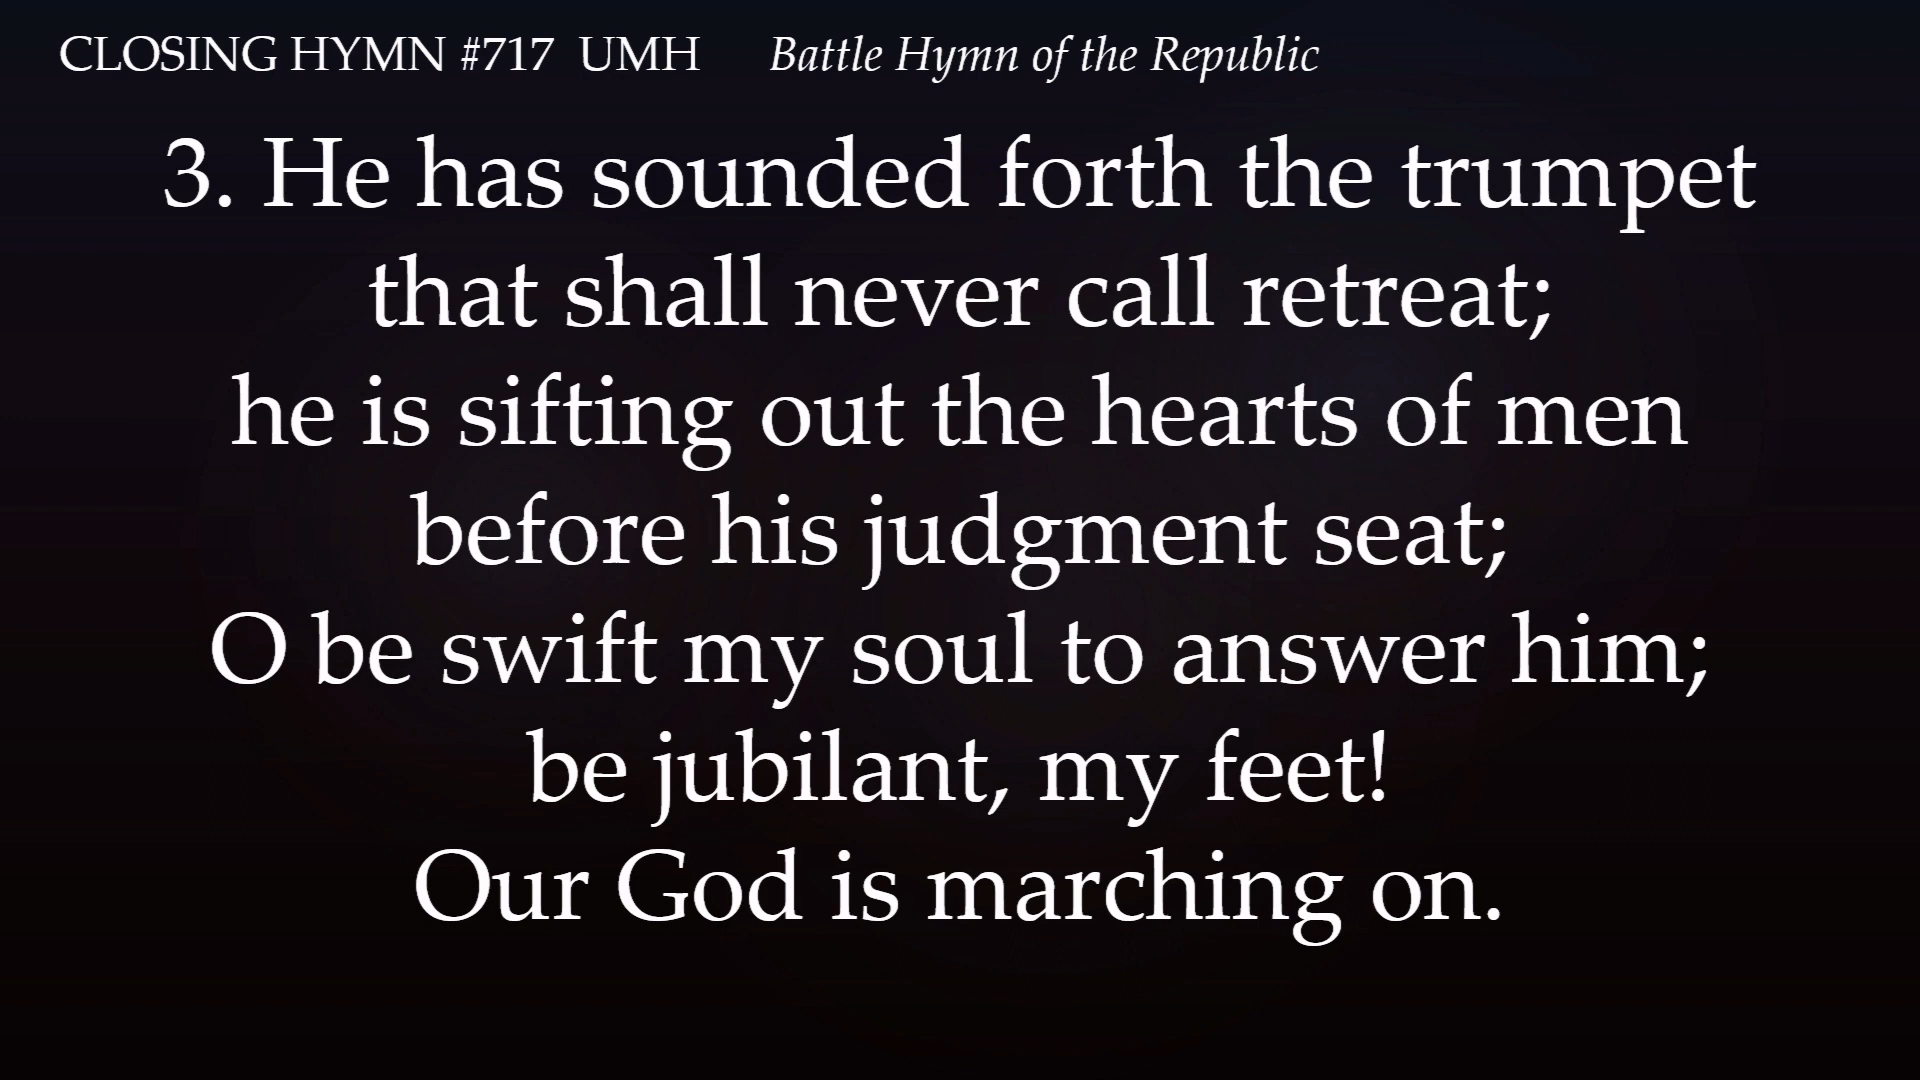 CLOSING HYMN #717 UMH Battle Hymn of the Republic
3. He has sounded forth the trumpet
that shall never call retreat;
he is sifting out the hearts of men
before his judgment seat;
O be swift my soul to answer him;
be jubilant, my feet!
Our God is marching on.